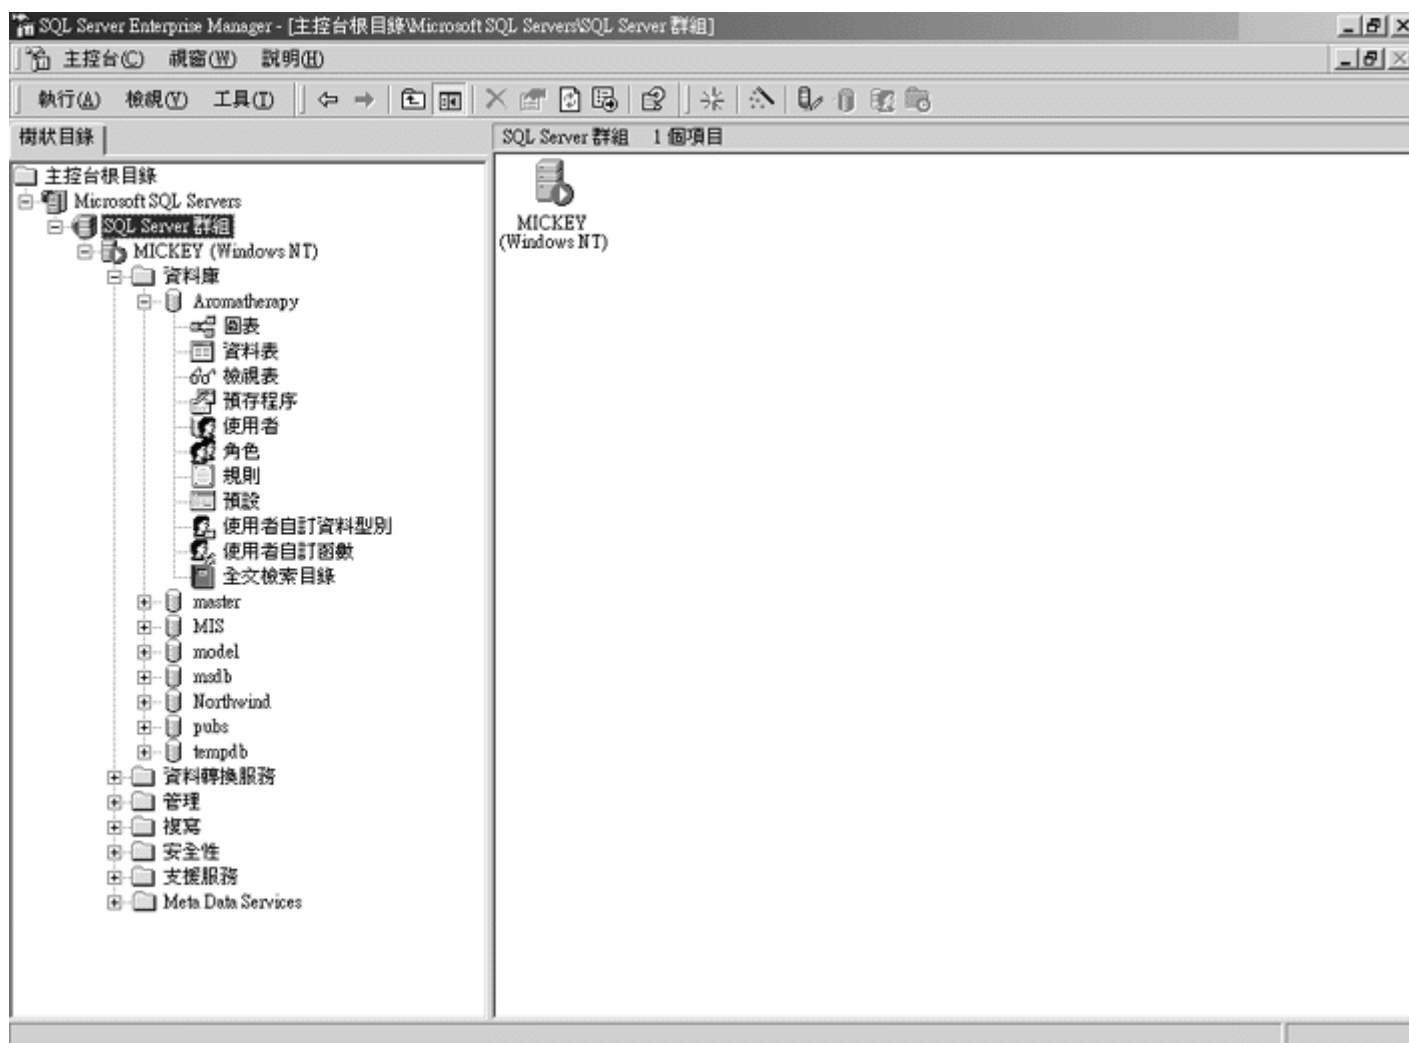 SQL Server Enterprise Manager - [主控台根目錄\Microsoft SQL Servers\SQL Server 群組]
主控台(C) 視窗(W) 說明(H)
執行(A) 檢視(V) 工具(T)
樹狀目錄
SQL Server 群組 1 個項目
主控台根目錄
Microsoft SQL Servers
SQL Server 群組
MICKEY (Windows NT)
資料庫
Aromatherapy
圖表
資料表
檢視表
預存程序
使用者
角色
規則
預設
使用者自訂資料型別
使用者自訂函數
全文檢索目錄
master
MIS
model
msdb
Northwind
pubs
tempdb
資料轉換服務
管理
複寫
安全性
支援服務
Meta Data Services
MICKEY
(Windows NT)